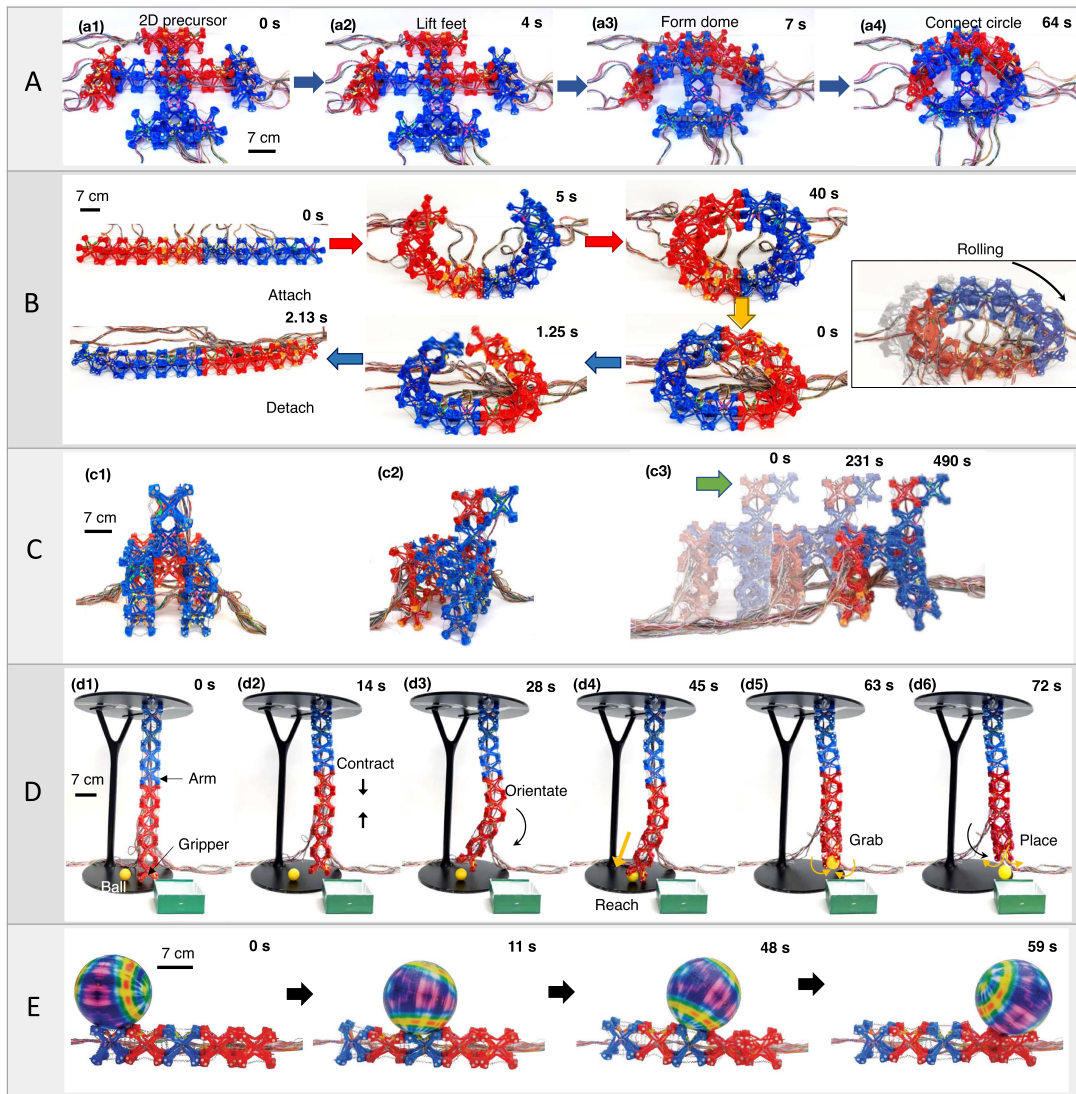 A
(a1)
2D precursor
0 s
7 cm
(a2)
Lift feet
4 s
(a3)
Form dome
7 s
(a4)
Connect circle
64 s
B
7 cm
0 s
5 s
40 s
Attach
2.13 s
1.25 s
0 s
Detach
Rolling
C
(c1)
7 cm
(c2)
(c3)
0 s
231 s
490 s
D
(d1)
0 s
7 cm
Arm
Gripper
Ball
(d2)
14 s
Contract
(d3)
28 s
Orientate
(d4)
45 s
Reach
(d5)
63 s
Grab
(d6)
72 s
Place
E
0 s
7 cm
11 s
48 s
59 s